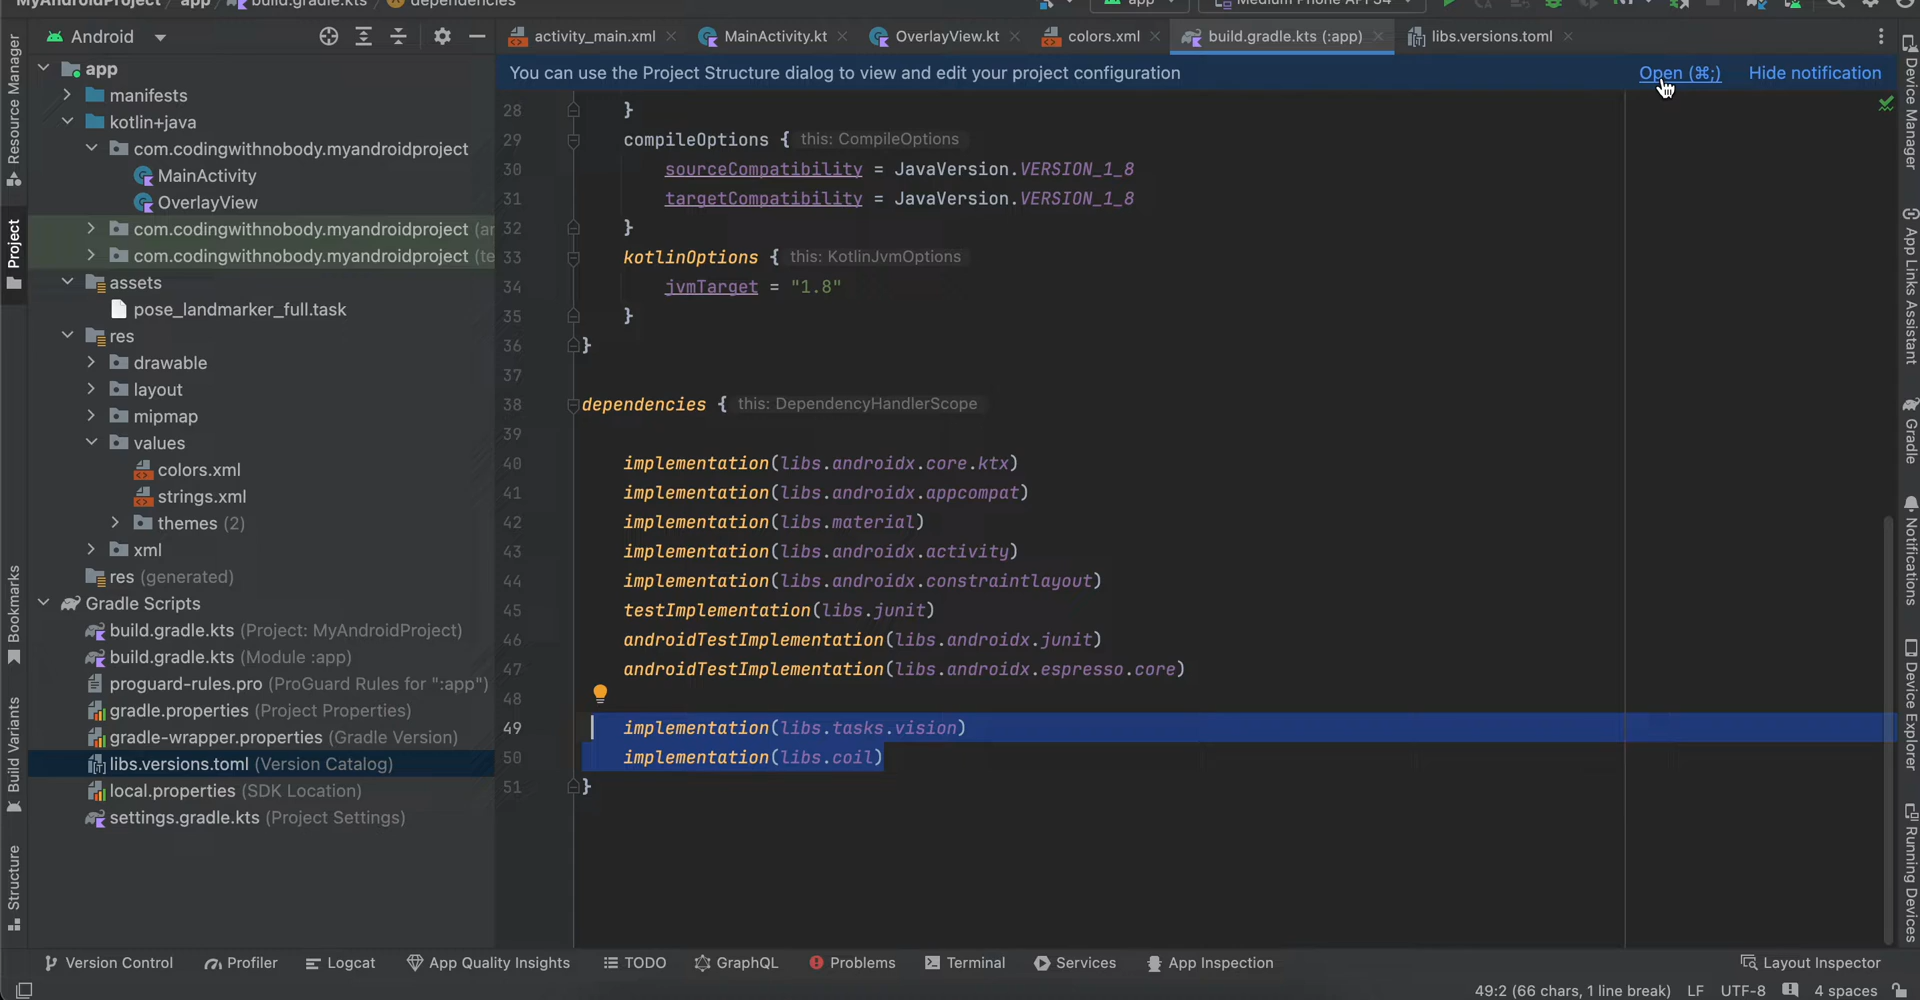 MyAndroidProject app build.gradle.kts dependencies
app Medium Phone API 34
Android
activity_main.xml MainActivity.kt OverlayView.kt colors.xml build.gradle.kts (:app) libs.versions.toml
You can use the Project Structure dialog to view and edit your project configuration Open (⌘;) Hide notification
Resource Manager
Project
Bookmarks
Build Variants
Structure
app
manifests
kotlin+java
com.codingwithnobody.myandroidproject
MainActivity
OverlayView
com.codingwithnobody.myandroidproject (ar
com.codingwithnobody.myandroidproject (te
assets
pose_landmarker_full.task
res
drawable
layout
mipmap
values
colors.xml
strings.xml
themes (2)
xml
res (generated)
Gradle Scripts
build.gradle.kts (Project: MyAndroidProject)
build.gradle.kts (Module :app)
proguard-rules.pro (ProGuard Rules for ":app")
gradle.properties (Project Properties)
gradle-wrapper.properties (Gradle Version)
libs.versions.toml (Version Catalog)
local.properties (SDK Location)
settings.gradle.kts (Project Settings)
28 }
29 compileOptions { this: CompileOptions
30 sourceCompatibility = JavaVersion.VERSION_1_8
31 targetCompatibility = JavaVersion.VERSION_1_8
32 }
33 kotlinOptions { this: KotlinJvmOptions
34 jvmTarget = "1.8"
35 }
36 }
37
38 dependencies { this: DependencyHandlerScope
39
40 implementation(libs.androidx.core.ktx)
41 implementation(libs.androidx.appcompat)
42 implementation(libs.material)
43 implementation(libs.androidx.activity)
44 implementation(libs.androidx.constraintlayout)
45 testImplementation(libs.junit)
46 androidTestImplementation(libs.androidx.junit)
47 androidTestImplementation(libs.androidx.espresso.core)
48
49 implementation(libs.tasks.vision)
50 implementation(libs.coil)
51 }
Device Manager
App Links Assistant
Gradle
Notifications
Device Explorer
Running Devices
Version Control Profiler Logcat App Quality Insights TODO GraphQL Problems Terminal Services App Inspection Layout Inspector
49:2 (66 chars, 1 line break) LF UTF-8 4 spaces